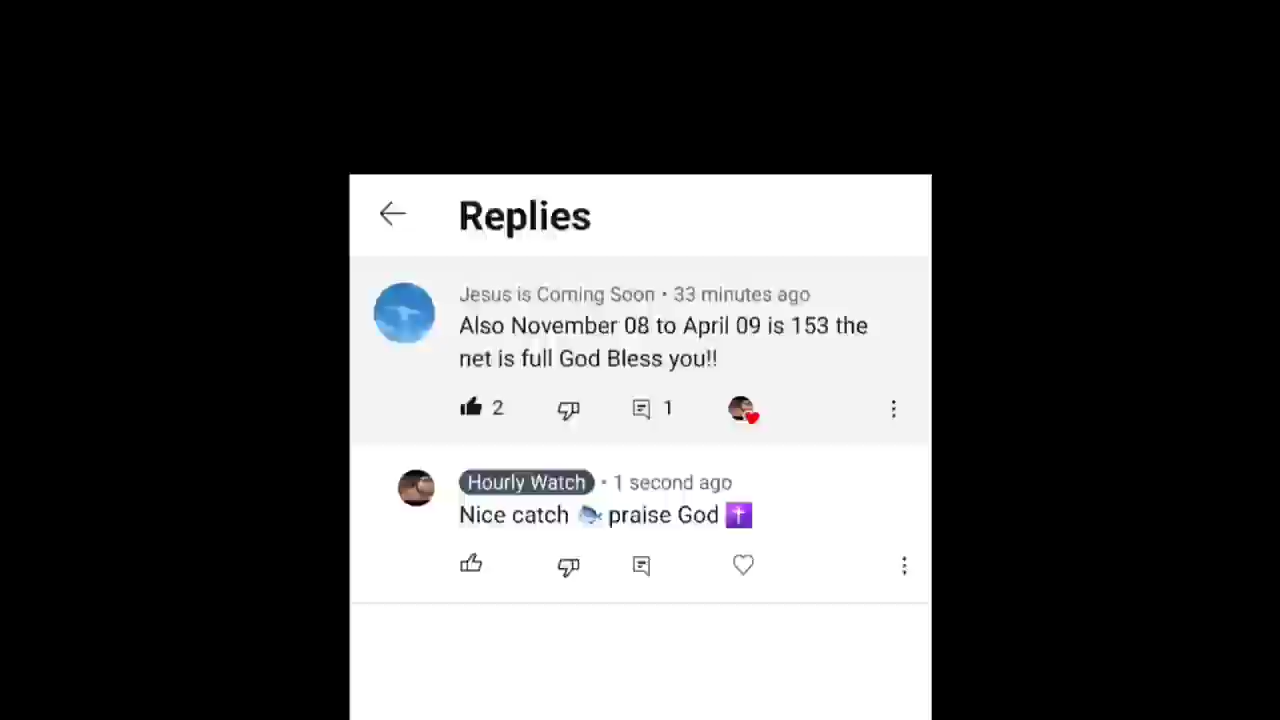 Replies
Jesus is Coming Soon • 33 minutes ago
Also November 08 to April 09 is 153 the
net is full God Bless you!!
2 1
Hourly Watch • 1 second ago
Nice catch 🐟 praise God ✝️